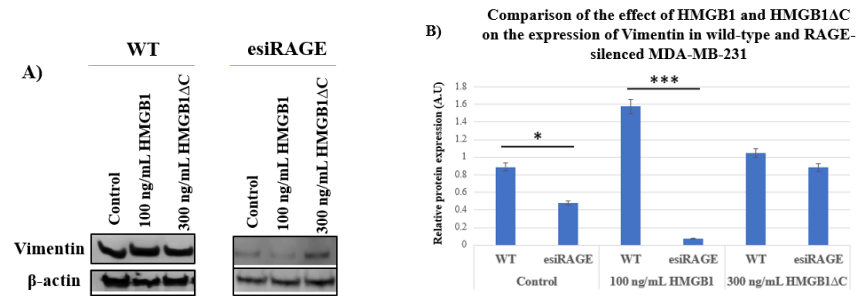 A)
WT
esiRAGE
Control
100 ng/mL HMGB1
300 ng/mL HMGB1ΔC
Control
100 ng/mL HMGB1
300 ng/mL HMGB1ΔC
Vimentin
β-actin
B)
Comparison of the effect of HMGB1 and HMGB1ΔC
on the expression of Vimentin in wild-type and RAGE-
silenced MDA-MB-231
Relative protein expression (A.U)
1.8
1.6
1.4
1.2
1
0.8
0.6
0.4
0.2
0
*
***
WT esiRAGE WT esiRAGE WT esiRAGE
Control 100 ng/mL HMGB1 300 ng/mL HMGB1ΔC